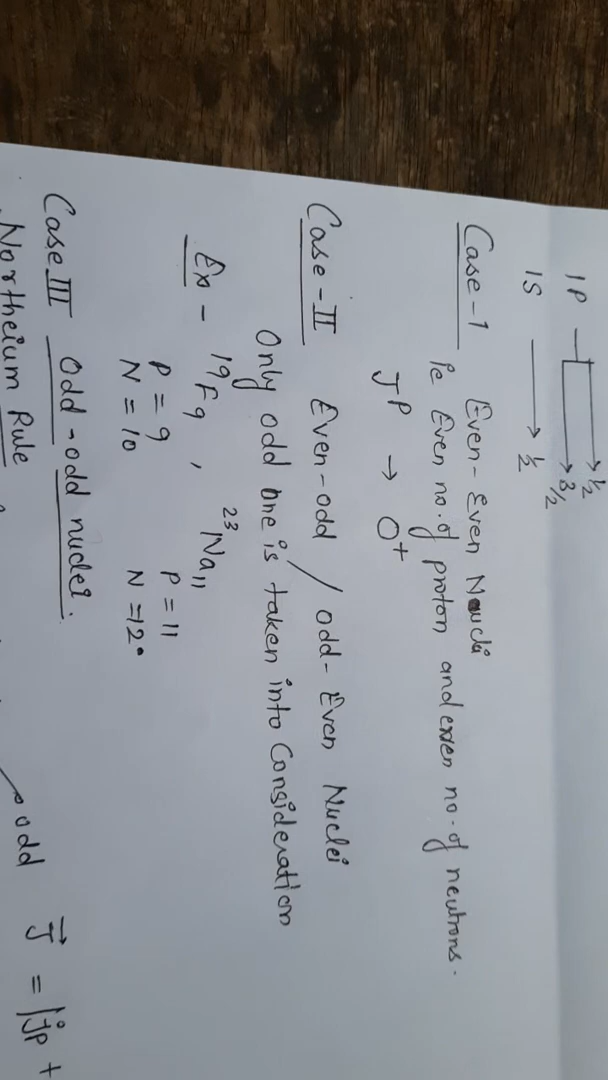 1P 1/2
3/2
1S → 1/2
Case-1 Even-Even Nuclei
ie Even no. of proton and even no. of neutrons.
J^P → 0^+
Case-II Even-odd / odd-Even Nuclei
Only odd one is taken into Consideration
Ex - 19F9, 23Na11
P = 9 P = 11
N = 10 N = 12.
Case III Odd-odd nuclei.
Northeium Rule
odd J⃗ = |jp +